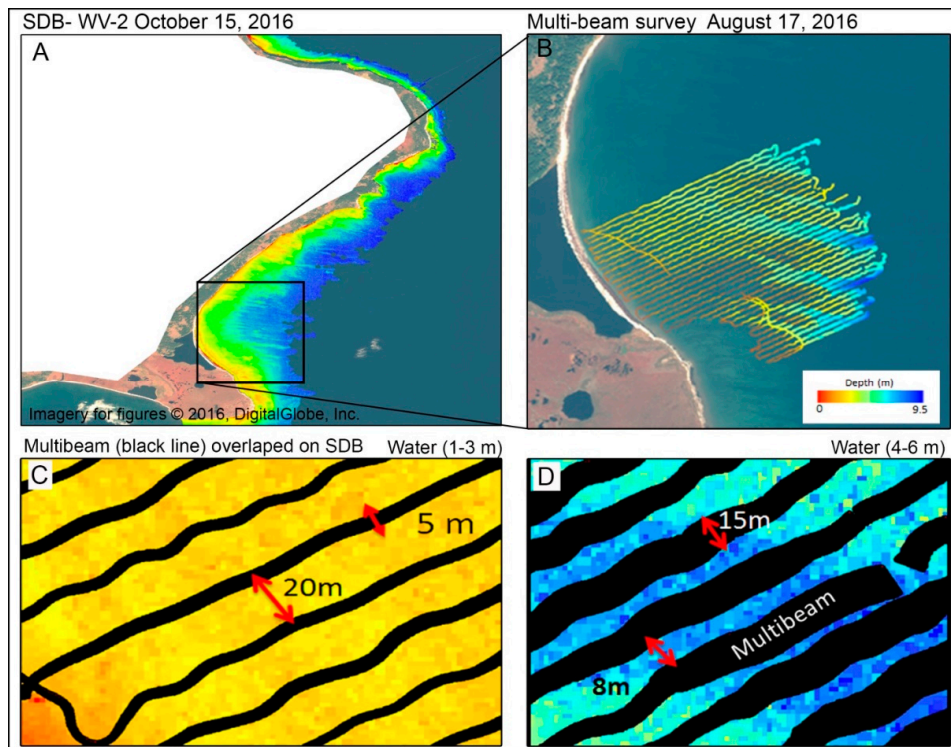 SDB- WV-2 October 15, 2016
Multi-beam survey August 17, 2016
A
B
Imagery for figures © 2016, DigitalGlobe, Inc.
Depth (m)
0
9.5
Multibeam (black line) overlaped on SDB
Water (1-3 m)
Water (4-6 m)
C
5 m
20m
D
15m
Multibeam
8m